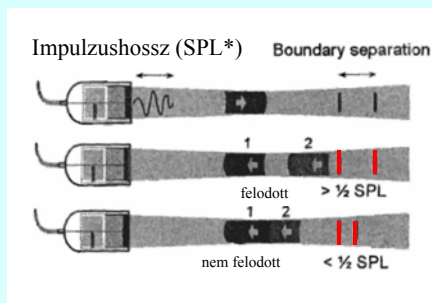 Impulzushossz (SPL*) Boundary separation
1 2
felodott > ½ SPL
1 2
nem felodott < ½ SPL